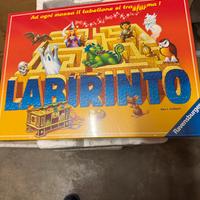 Ad ogni mossa il tabellone si trasforma!
LABIRINTO
Ravensburger